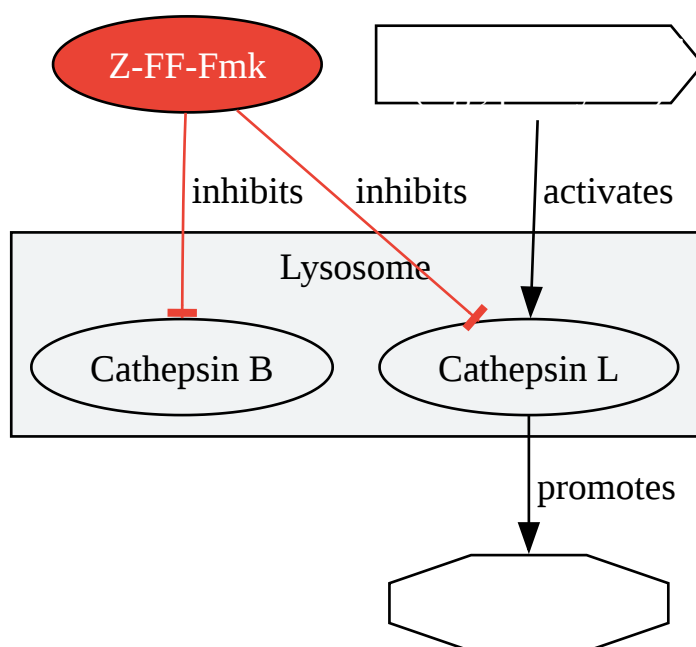 Z-FF-Fmk
inhibits
inhibits
activates
Lysosome
Cathepsin B
Cathepsin L
promotes